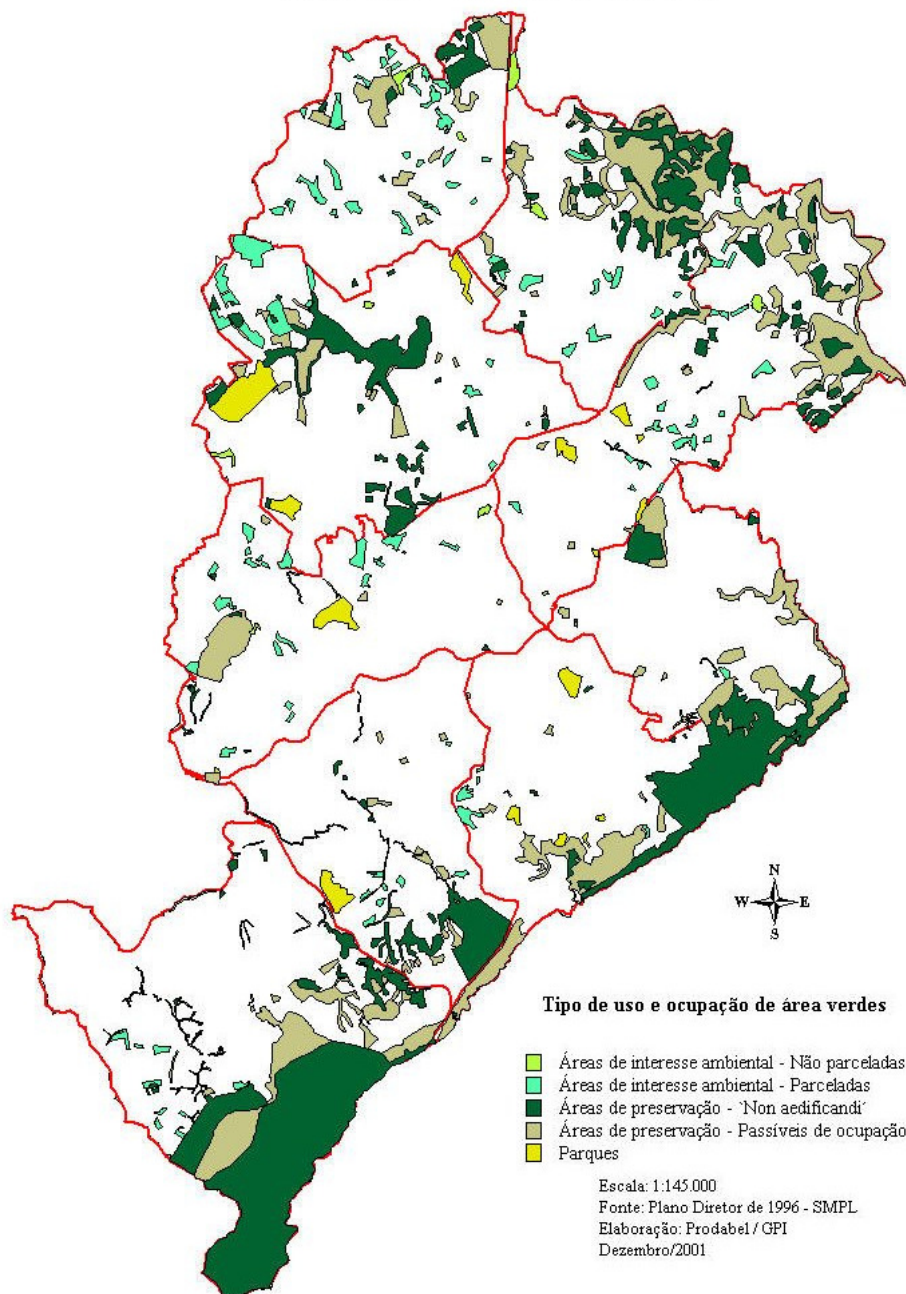 N
W E
S
Tipo de uso e ocupação de área verdes
Áreas de interesse ambiental - Não parceladas
Áreas de interesse ambiental - Parceladas
Áreas de preservação - `Non aedificandi´
Áreas de preservação - Passíveis de ocupação
Parques
Escala: 1:145.000
Fonte: Plano Diretor de 1996 - SMPL
Elaboração: Prodabel / GPI
Dezembro/2001